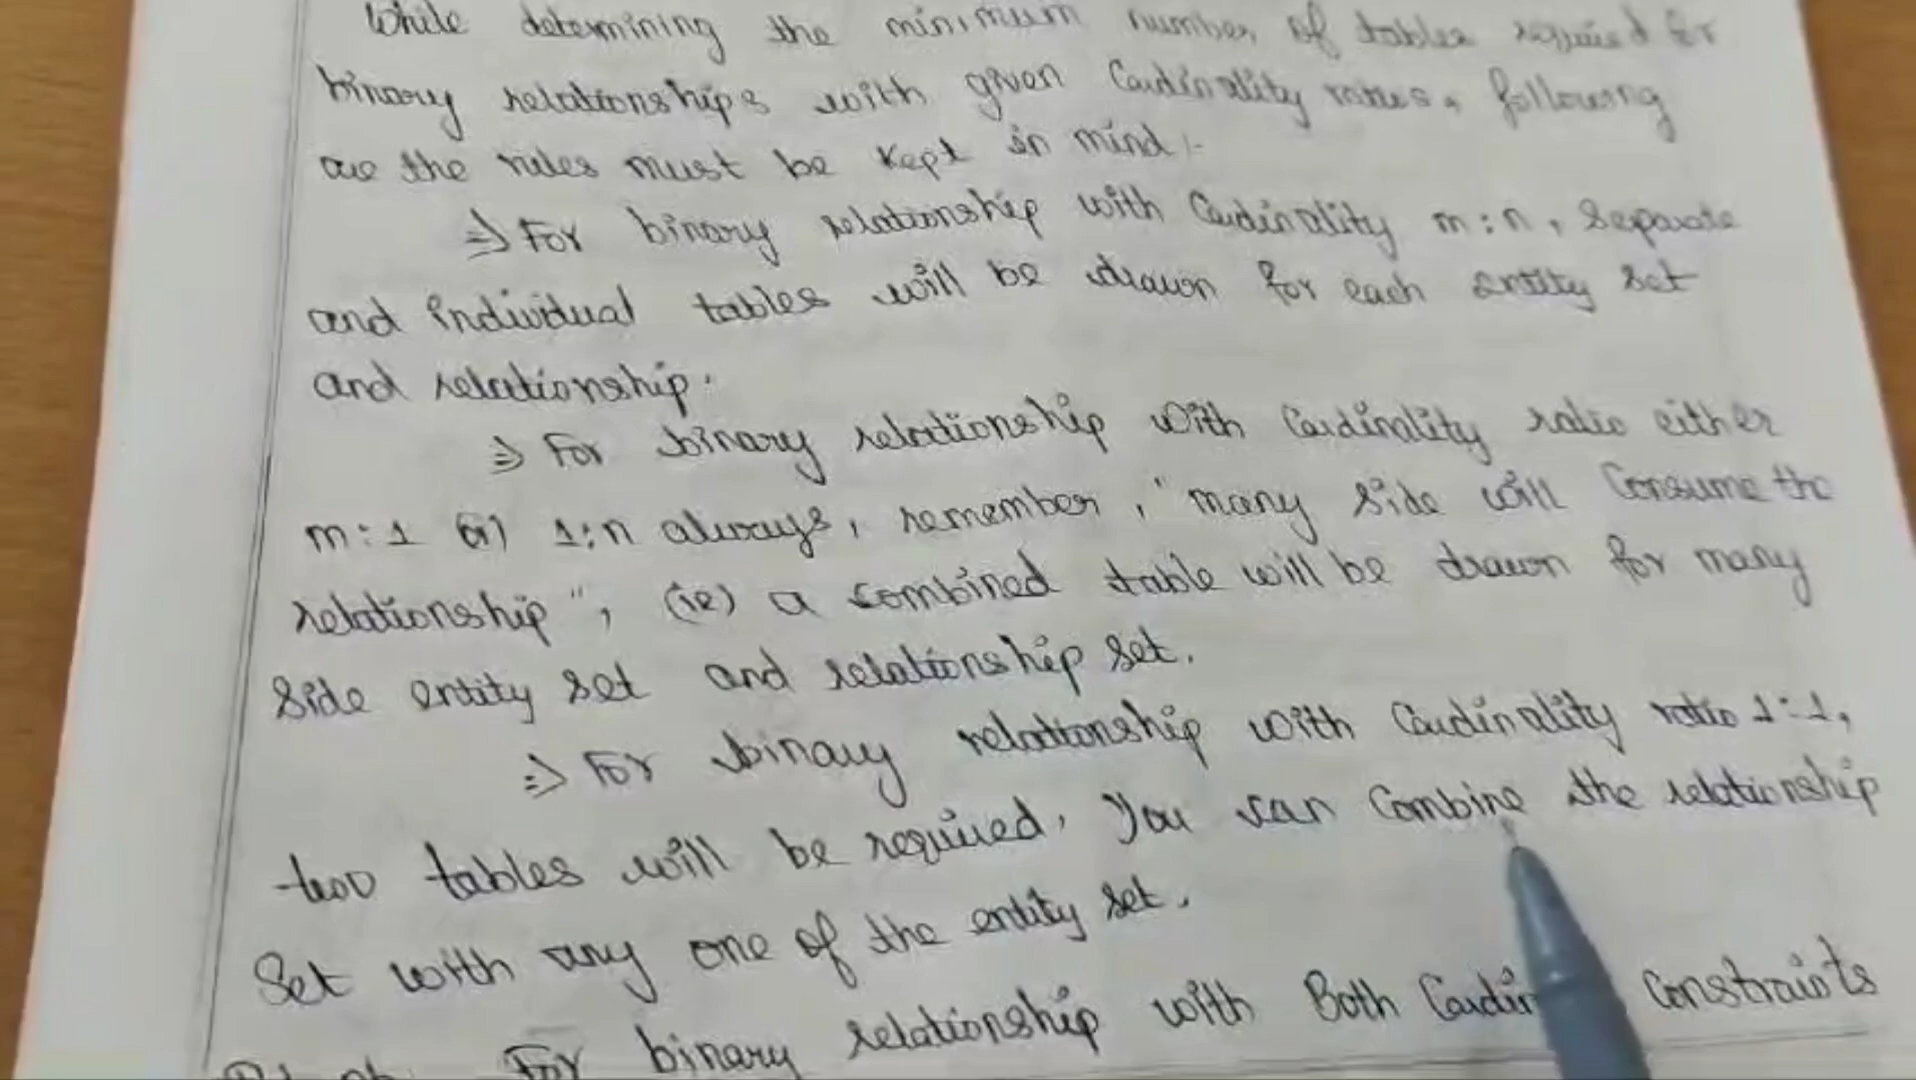 While determining the minimum number of tables required for
binary relationships with given Cardinality ratios, following
are the rules must be kept in mind :-
=> For binary relationship with Cardinality m:n, Separate
and individual tables will be drawn for each entity set
and relationship.
=> For binary relationship with Cardinality ratio either
m:1 (or) 1:n always, remember, "many side will Consume the
relationship", (ie) a combined table will be drawn for many
side entity set and relationship set.
=> For binary relationship with Cardinality ratio 1:1,
two tables will be required. You can Combine the relationship
Set with any one of the entity set.
For binary relationship with Both Constraints